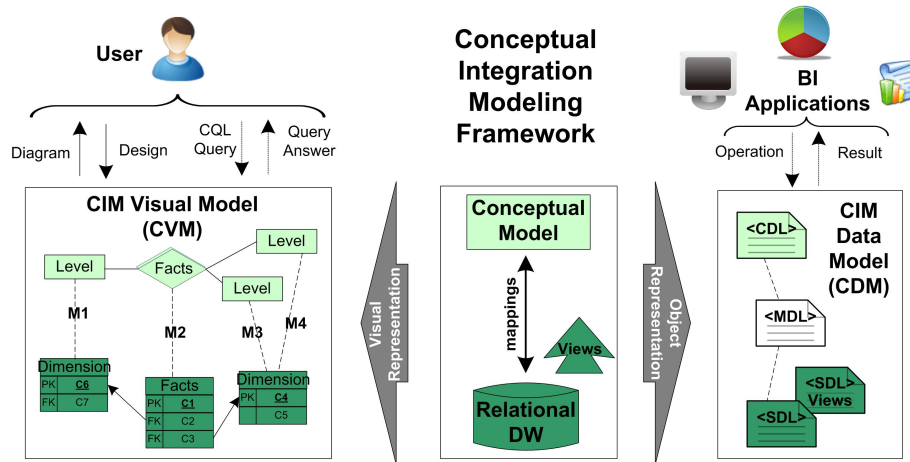 User
Diagram
Design
CQL
Query
Query
Answer
Conceptual
Integration
Modeling
Framework
BI
Applications
Operation
Result
CIM Visual Model
(CVM)
Level
Facts
Level
Level
M1
M2
M3
M4
Dimension
PK C6
FK C7
Facts
PK C1
FK C2
FK C3
Dimension
PK C4
C5
Visual
Representation
Conceptual
Model
mappings
Views
Relational
DW
Object
Representation
CIM
Data
Model
(CDM)
<CDL>
<MDL>
<SDL>
Views
<SDL>